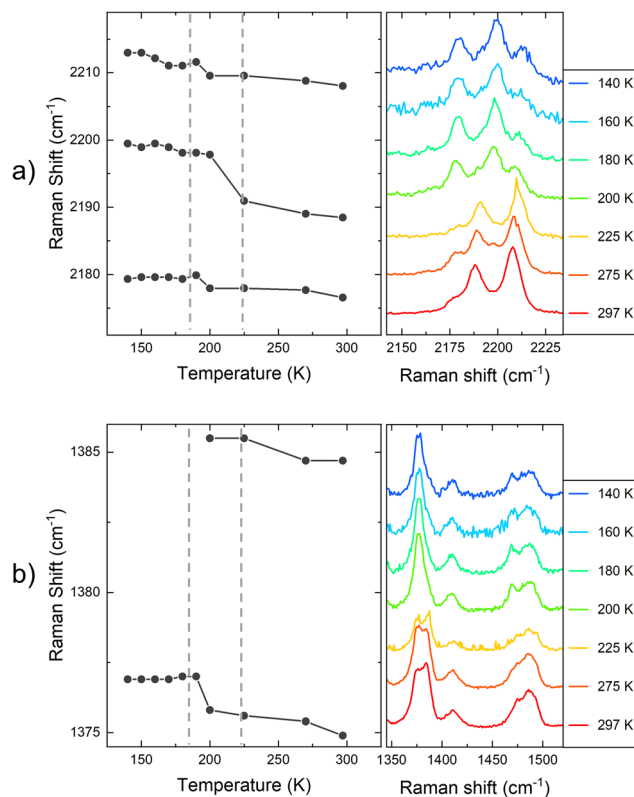 a)
Raman Shift (cm-1)
2210
2200
2190
2180
150 200 250 300
Temperature (K)
2150 2175 2200 2225
Raman shift (cm-1)
140 K
160 K
180 K
200 K
225 K
275 K
297 K
b)
Raman Shift (cm-1)
1385
1380
1375
150 200 250 300
Temperature (K)
1350 1400 1450 1500
Raman shift (cm-1)
140 K
160 K
180 K
200 K
225 K
275 K
297 K